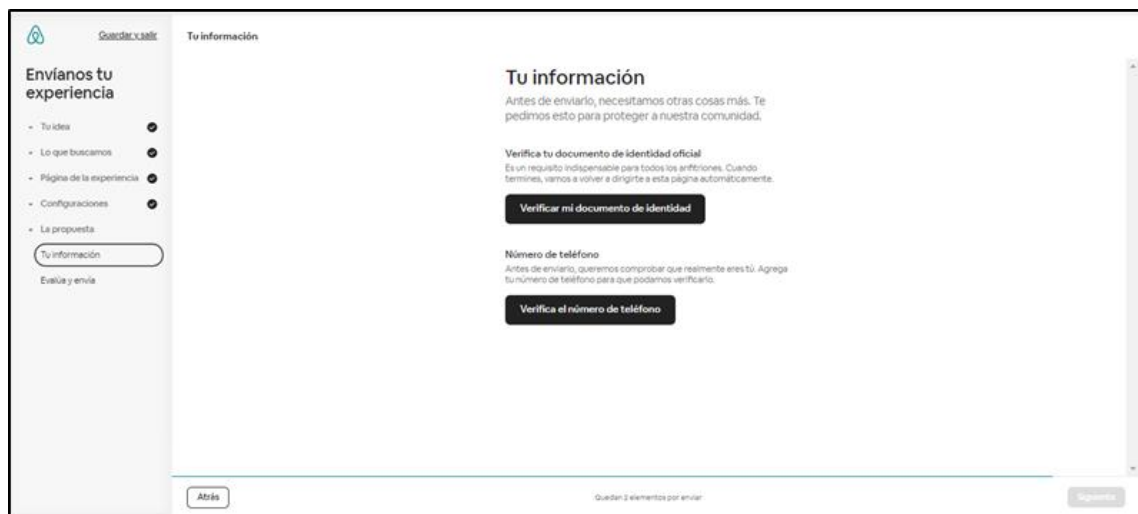 Guardar y salir
Tu información
Envíanos tu
experiencia
Tu idea
Lo que buscamos
Página de la experiencia
Configuraciones
La propuesta
Tu información
Evalúa y envía
Tu información
Antes de enviarlo, necesitamos otras cosas más. Te
pedimos esto para proteger a nuestra comunidad.
Verifica tu documento de identidad oficial
Es un requisito indispensable para todos los anfitriones. Cuando
termines, vamos a volver a dirigirte a esta página automáticamente.
Verificar mi documento de identidad
Número de teléfono
Antes de enviarlo, queremos comprobar que realmente eres tú. Agrega
tu número de teléfono para que podamos verificarlo.
Verifica el número de teléfono
Atrás
Quedan 2 elementos por enviar
Siguiente